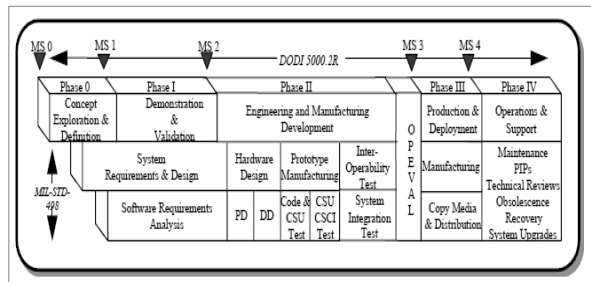 MS 0 MS 1 MS 2 MS 3 MS 4
DODI 5000.2R
Phase 0 Phase I Phase II Phase III Phase IV
Concept
Exploration &
Definition
Demonstration
&
Validation
Engineering and Manufacturing
Development
O
P
E
V
A
L
Production &
Deployment
Operations &
Support
MIL-STD-
498
System
Requirements & Design
Hardware
Design
Prototype
Manufacturing
Inter-
Operability
Test
Manufacturing
Maintenance
PIPs
Technical Reviews
Obsolescence
Recovery
System Upgrades
Software Requirements
Analysis
PD DD
Code &
CSU
Test
CSU
CSCI
Test
System
Integration
Test
Copy Media
& Distribution